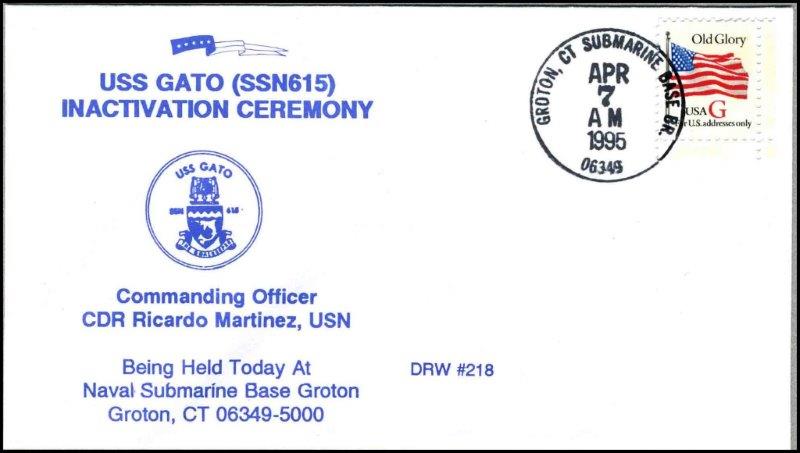 USS GATO (SSN615)
INACTIVATION CEREMONY
USS GATO
SSN 615
Commanding Officer
CDR Ricardo Martinez, USN
Being Held Today At
Naval Submarine Base Groton
Groton, CT 06349-5000
DRW #218
GROTON, CT SUBMARINE BASE BR.
APR
7
AM
1995
06349
Old Glory
USA G
For U.S. addresses only